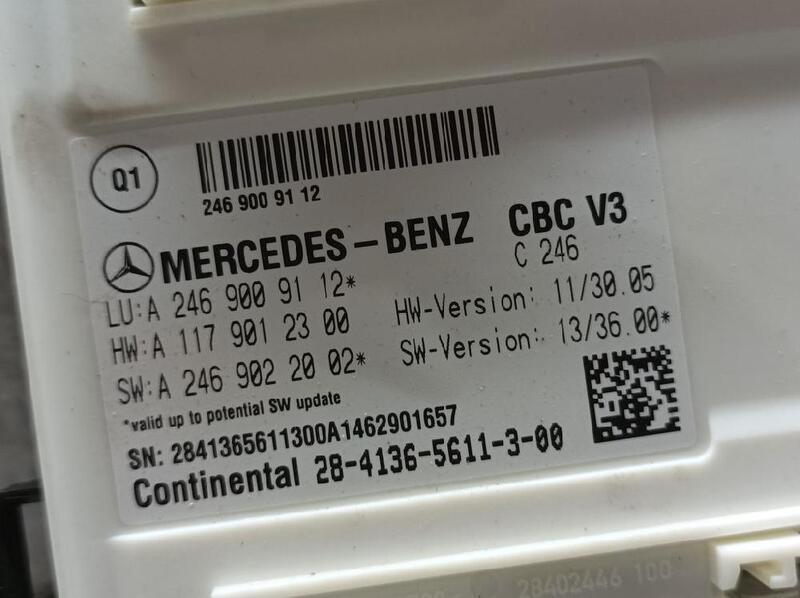 Q1
246 900 91 12
MERCEDES-BENZ CBC V3
C 246
LU:A 246 900 91 12*
HW-Version: 11/30.05
HW:A 117 901 23 00
SW-Version: 13/36.00*
SW:A 246 902 20 02*
*valid up to potential SW update
SN: 2841365611300A1462901657
Continental 28-4136-5611-3-00
28402446 100